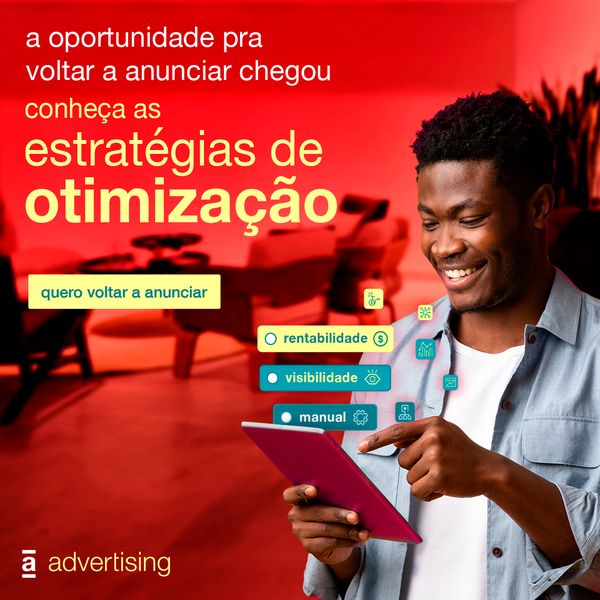 a oportunidade pra
voltar a anunciar chegou
conheça as
estratégias de
otimização
quero voltar a anunciar
rentabilidade $
visibilidade
manual
a advertising